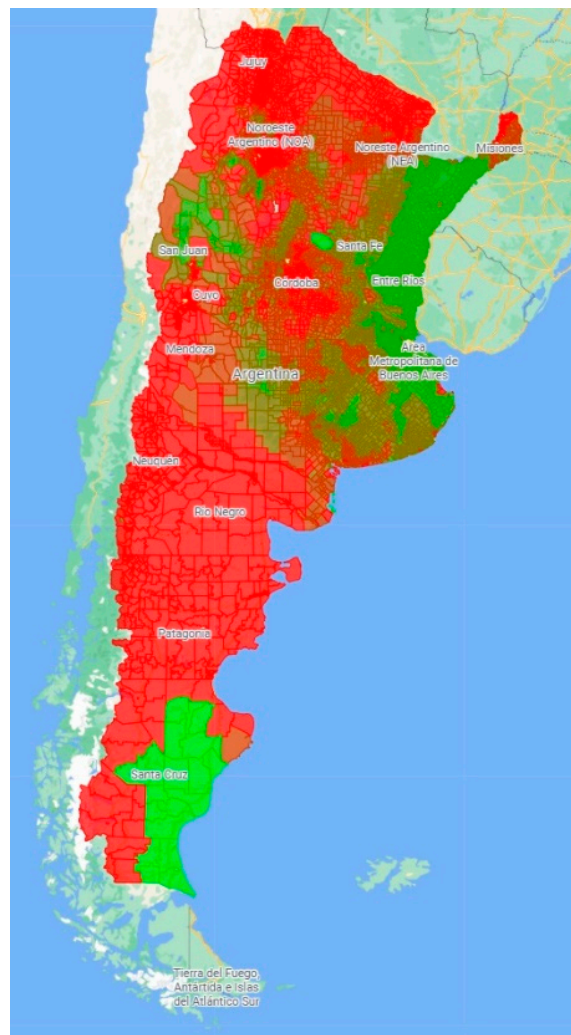 Jujuy
Noroeste
Argentino (NOA)
Noreste Argentino
(NEA)
Misiones
San Juan
Santa Fe
Cuyo
Córdoba
Entre Ríos
Mendoza
Área
Metropolitana de
Buenos Aires
Argentina
Neuquén
Río Negro
Patagonia
Santa Cruz
Tierra del Fuego,
Antártida e Islas
del Atlántico Sur